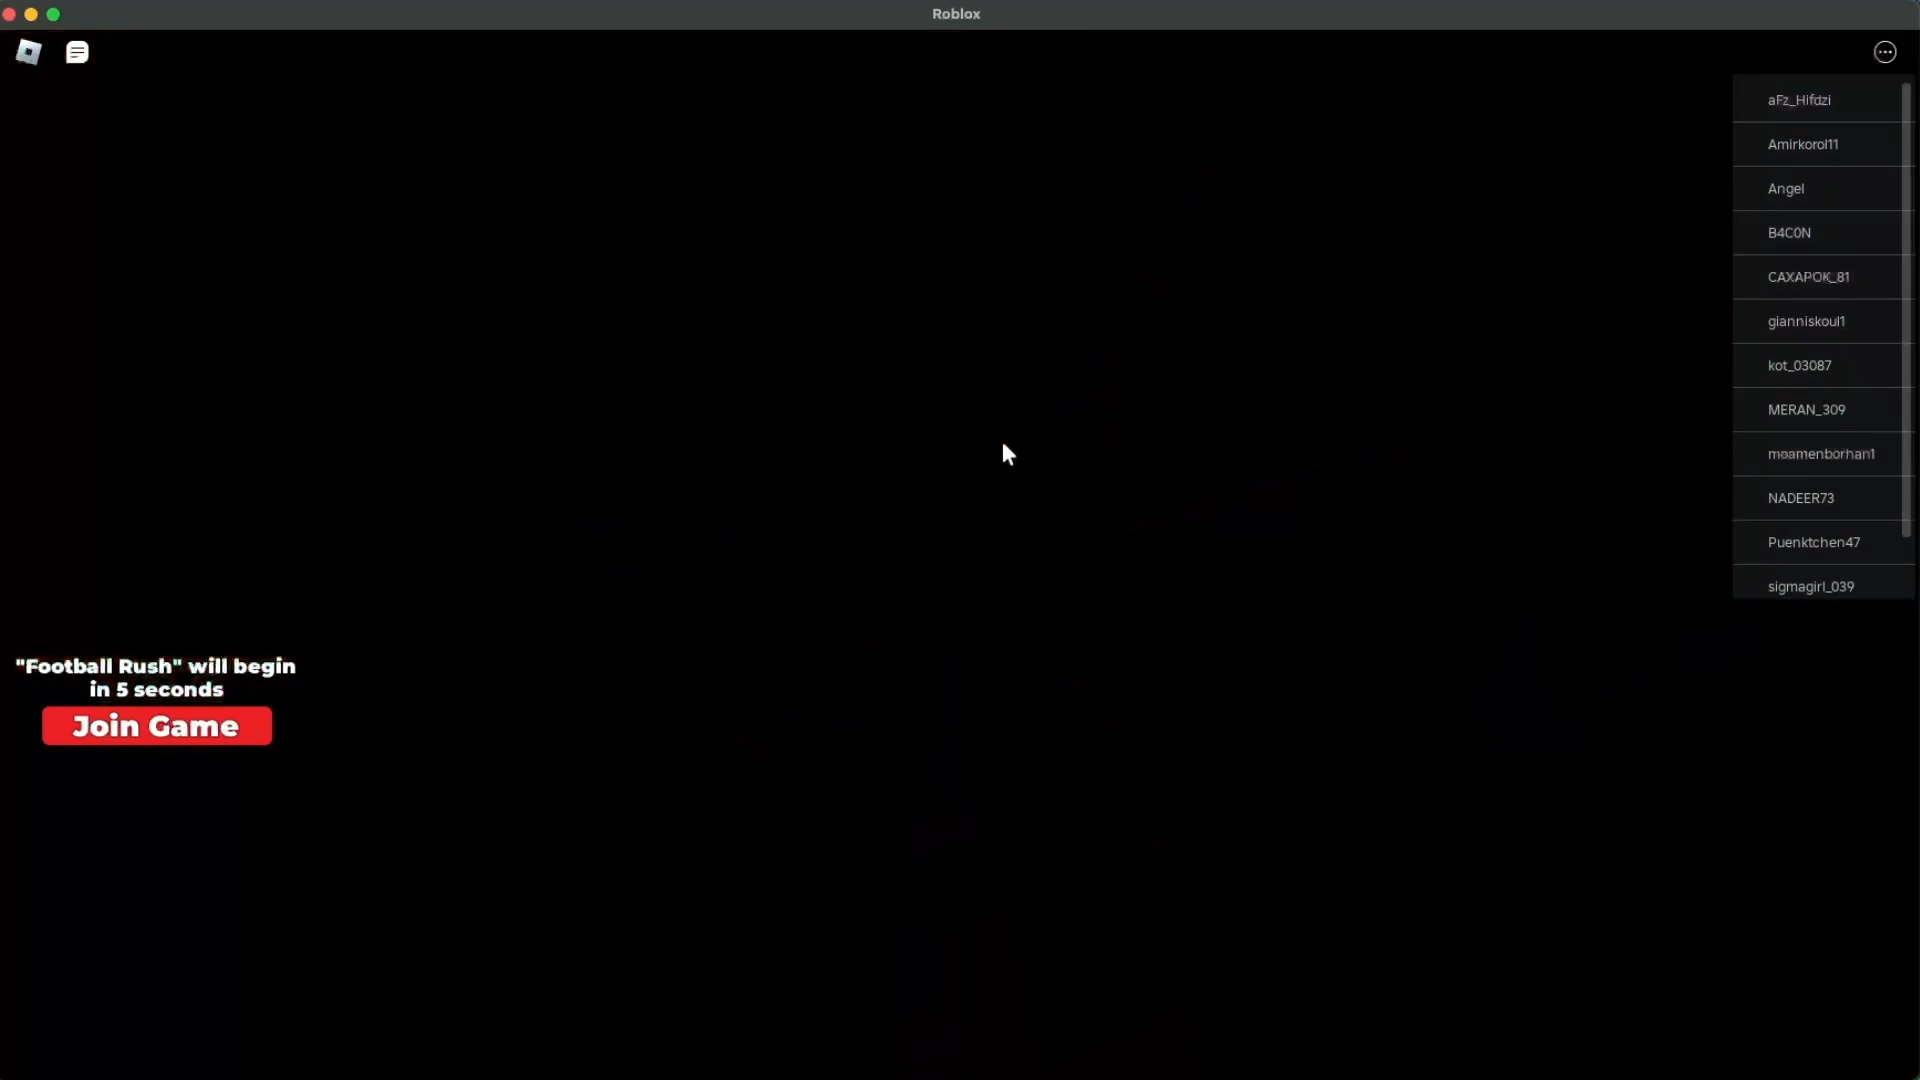 Roblox
aFz_Hifdzi
Amirkorol11
Angel
B4C0N
CAXAPOK_81
gianniskoul1
kot_03087
MERAN_309
moamenborhan1
NADEER73
Puenktchen47
sigmagirl_039
"Football Rush" will begin
in 5 seconds
Join Game